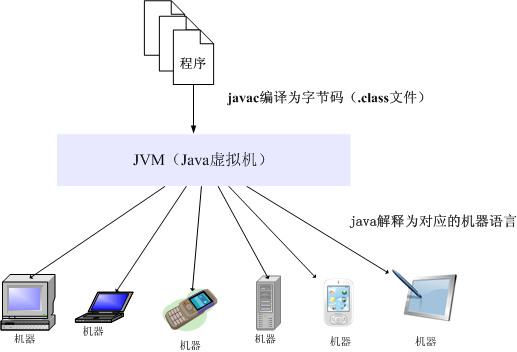 程序
javac编译为字节码（.class文件）
JVM（Java虚拟机）
java解释为对应的机器语言
机器
机器
机器
机器
机器
机器